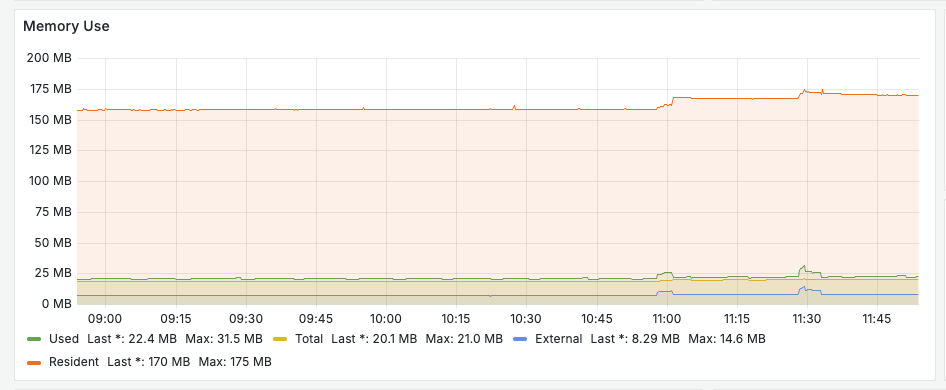 Memory Use
200 MB
175 MB
150 MB
125 MB
100 MB
75 MB
50 MB
25 MB
0 MB
09:00 09:15 09:30 09:45 10:00 10:15 10:30 10:45 11:00 11:15 11:30 11:45
Used Last *: 22.4 MB Max: 31.5 MB Total Last *: 20.1 MB Max: 21.0 MB External Last *: 8.29 MB Max: 14.6 MB
Resident Last *: 170 MB Max: 175 MB